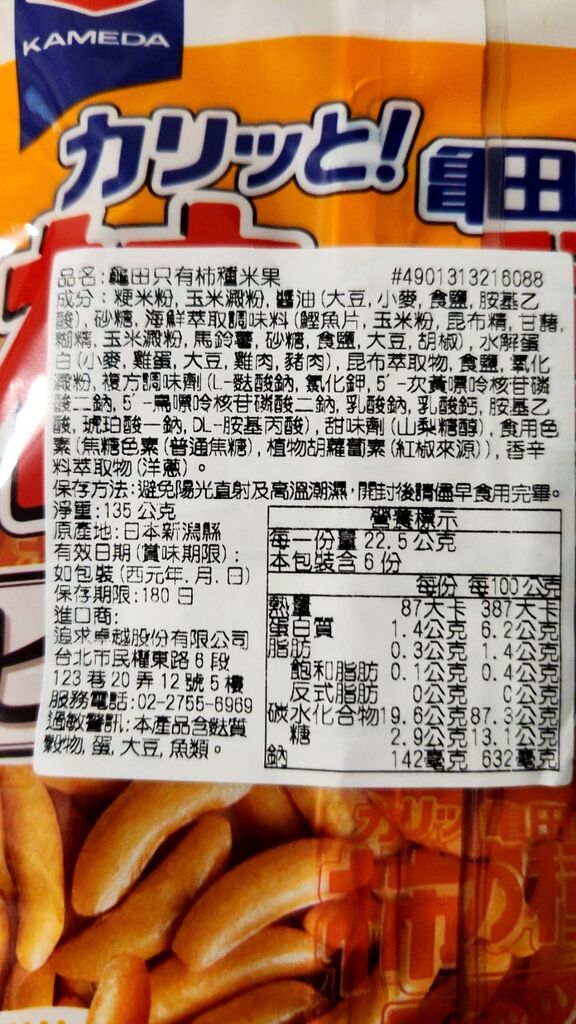 KAMEDA
カリッと!
亀田
品名:龜田只有柿種米果 #4901313216088
成分:粳米粉,玉米澱粉,醬油(大豆,小麥,食鹽,胺基乙
酸),砂糖,海鮮萃取調味料(鰹魚片,玉米粉,昆布精,甘藷,
糊精,玉米澱粉,馬鈴薯,砂糖,食鹽,大豆,胡椒),水解蛋
白(小麥,雞蛋,大豆,雞肉,豬肉),昆布萃取物,食鹽,氧化
澱粉,複方調味劑(L-麩酸鈉,氯化鉀,5´-次黃嘌呤核苷磷
酸二鈉,5´-鳥嘌呤核苷磷酸二鈉,乳酸鈉,乳酸鈣,胺基乙
酸,琥珀酸一鈉,DL-胺基丙酸),甜味劑(山梨糖醇),食用色
素(焦糖色素(普通焦糖),植物胡蘿蔔素(紅椒來源)),香辛
料萃取物(洋蔥)。
保存方法:避免陽光直射及高溫潮濕,開封後請儘早食用完畢。
淨重:135公克
原產地:日本新潟縣
有效日期(賞味期限):
如包裝(西元年.月.日)
保存期限:180日
進口商:
追求卓越股份有限公司
台北市民權東路6段
123巷20弄12號5樓
服務電話:02-2755-6969
過敏警訊:本產品含麩質
穀物,蛋,大豆,魚類。
營養標示
每一份量22.5公克
本包裝含6份
每份 每100公克
熱量 87大卡 387大卡
蛋白質 1.4公克 6.2公克
脂肪 0.3公克 1.4公克
飽和脂肪 0.1公克 0.4公克
反式脂肪 0公克 0公克
碳水化合物19.6公克87.3公克
糖 2.9公克13.1公克
鈉 142毫克 632毫克
カリッ 亀田
柿の種